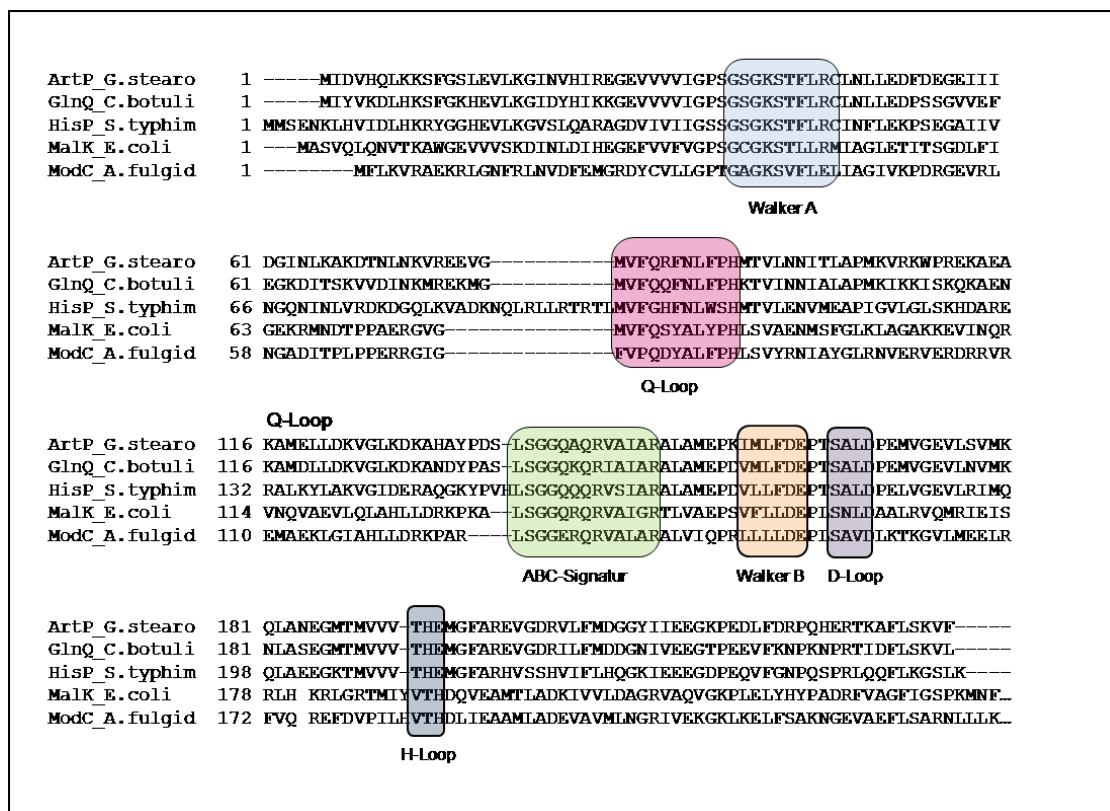 ArtP_G.stearo 1 -----MIDVHQLKKSFGSLEVLKGINVHIREGEVVVVIGPSGSGKSTFLRCLNLLEDFDEGEIII
GlnQ_C.botuli 1 -----MIYVKDLHKSFGKHEVLKGIDYHIKKGEVVVVIGPSGSGKSTFLRCLNLLEDPSSGVVEF
HisP_S.typhim 1 MMSENKLHVIDLHKRYGGHEVLKGVSLQARAGDVIVIIGSSGSGKSTFLRCINFLEKPSEGAIIV
MalK_E.coli 1 ---MASVQLQNVTKAWGEVVVSKDINLDIHEGEFVVFVGPSGCGKSTLLRMIAGLETITSGDLFI
ModC_A.fulgid 1 --------MFLKVRAEKRLGNFRLNVDFEMGRDYCVLLGPTGAGKSVFLELIAGIVKPDRGEVRL
Walker A
ArtP_G.stearo 61 DGINLKAKDTNLNKVREEVG-----------MVFQRFNLFPHMTVLNNITLAPMKVRKWPREKAEA
GlnQ_C.botuli 61 EGKDITSKVVDINKMREKMG-----------MVFQQFNLFPHKTVINNIALAPMKIKKISKQKAEN
HisP_S.typhim 66 NGQNINLVRDKDGQLKVADKNQLRLLRTRTLMVFGHFNLWSHMTVLENVMEAPIGVLGLSKHDARE
MalK_E.coli 63 GEKRMNDTPPAERGVG---------------MVFQSYALYPHLSVAENMSFGLKLAGAKKEVINQR
ModC_A.fulgid 58 NGADITPLPPERRGIG---------------FVPQDYALFPHLSVYRNIAYGLRNVERVERDRRVR
Q-Loop
Q-Loop
ArtP_G.stearo 116 KAMELLDKVGLKDKAHAYPDS-LSGGQAQRVAIARALAMEPKIMLFDEPTSALDPEMVGEVLSVMK
GlnQ_C.botuli 116 KAMDLLDKVGLKDKANDYPAS-LSGGQKQRIAIARALAMEPDVMLFDEPTSALDPEMVGEVLNVMK
HisP_S.typhim 132 RALKYLAKVGIDERAQGKYPVHLSGGQQQRVSIARALAMEPDVLLFDEPTSALDPELVGEVLRIMQ
MalK_E.coli 114 VNQVAEVLQLAHLLDRKPKA--LSGGQRQRVAIGRTLVAEPSVFLLDEPLSNLDAALRVQMRIEIS
ModC_A.fulgid 110 EMAEKLGIAHLLDRKPAR----LSGGERQRVALARALVIQPRLLLLDEPLSAVDLKTKGVLMEELR
ABC-Signatur Walker B D-Loop
ArtP_G.stearo 181 QLANEGMTMVVV-THEMGFAREVGDRVLFMDGGYIIEEGKPEDLFDRPQHERTKAFLSKVF-----
GlnQ_C.botuli 181 NLASEGMTMVVV-THEMGFAREVGDRILFMDDGNIVEEGTPEEVFKNPKNPRTIDFLSKVL-----
HisP_S.typhim 198 QLAEEGKTMVVV-THEMGFARHVSSHVIFLHQGKIEEEGDPEQVFGNPQSPRLQQFLKGSLK----
MalK_E.coli 178 RLH KRLGRTMIYVTHDQVEAMTLADKIVVLDAGRVAQVGKPLELYHYPADRFVAGFIGSPKMNF…
ModC_A.fulgid 172 FVQ REFDVPILHVTHDLIEAAMLADEVAVMLNGRIVEKGKLKELFSAKNGEVAEFLSARNLLLK…
H-Loop